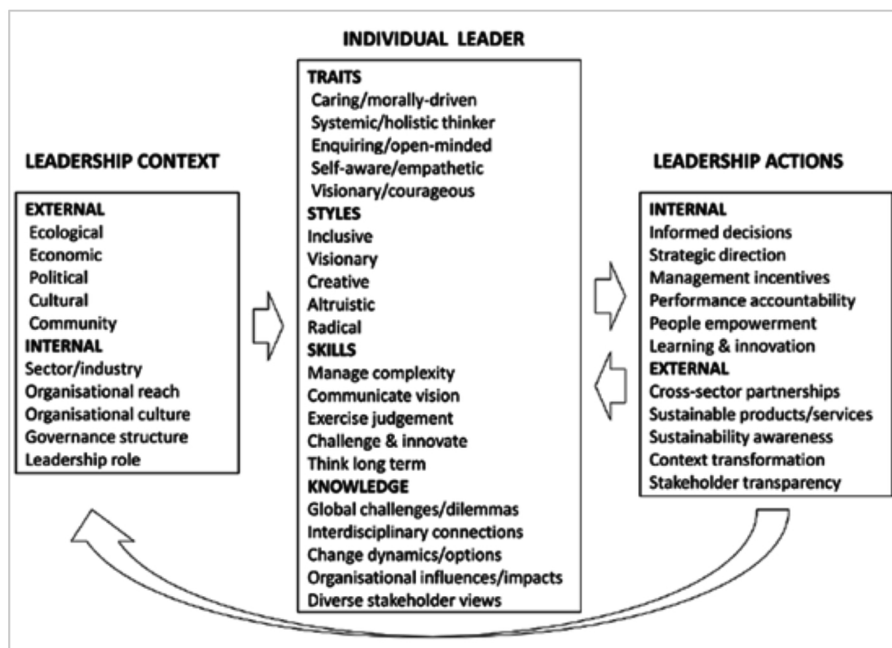 INDIVIDUAL LEADER
TRAITS
Caring/morally-driven
Systemic/holistic thinker
Enquiring/open-minded
Self-aware/empathetic
Visionary/courageous
STYLES
Inclusive
Visionary
Creative
Altruistic
Radical
SKILLS
Manage complexity
Communicate vision
Exercise judgement
Challenge & innovate
Think long term
KNOWLEDGE
Global challenges/dilemmas
Interdisciplinary connections
Change dynamics/options
Organisational influences/impacts
Diverse stakeholder views
LEADERSHIP CONTEXT
EXTERNAL
Ecological
Economic
Political
Cultural
Community
INTERNAL
Sector/industry
Organisational reach
Organisational culture
Governance structure
Leadership role
LEADERSHIP ACTIONS
INTERNAL
Informed decisions
Strategic direction
Management incentives
Performance accountability
People empowerment
Learning & innovation
EXTERNAL
Cross-sector partnerships
Sustainable products/services
Sustainability awareness
Context transformation
Stakeholder transparency